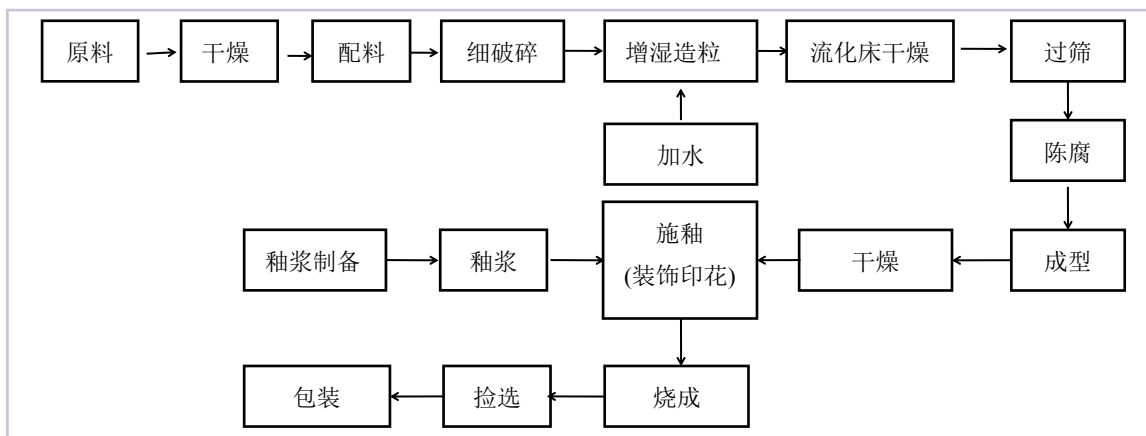 原料
干燥
配料
细破碎
增湿造粒
流化床干燥
过筛
加水
陈腐
釉浆制备
釉浆
施釉
(装饰印花)
干燥
成型
包装
捡选
烧成